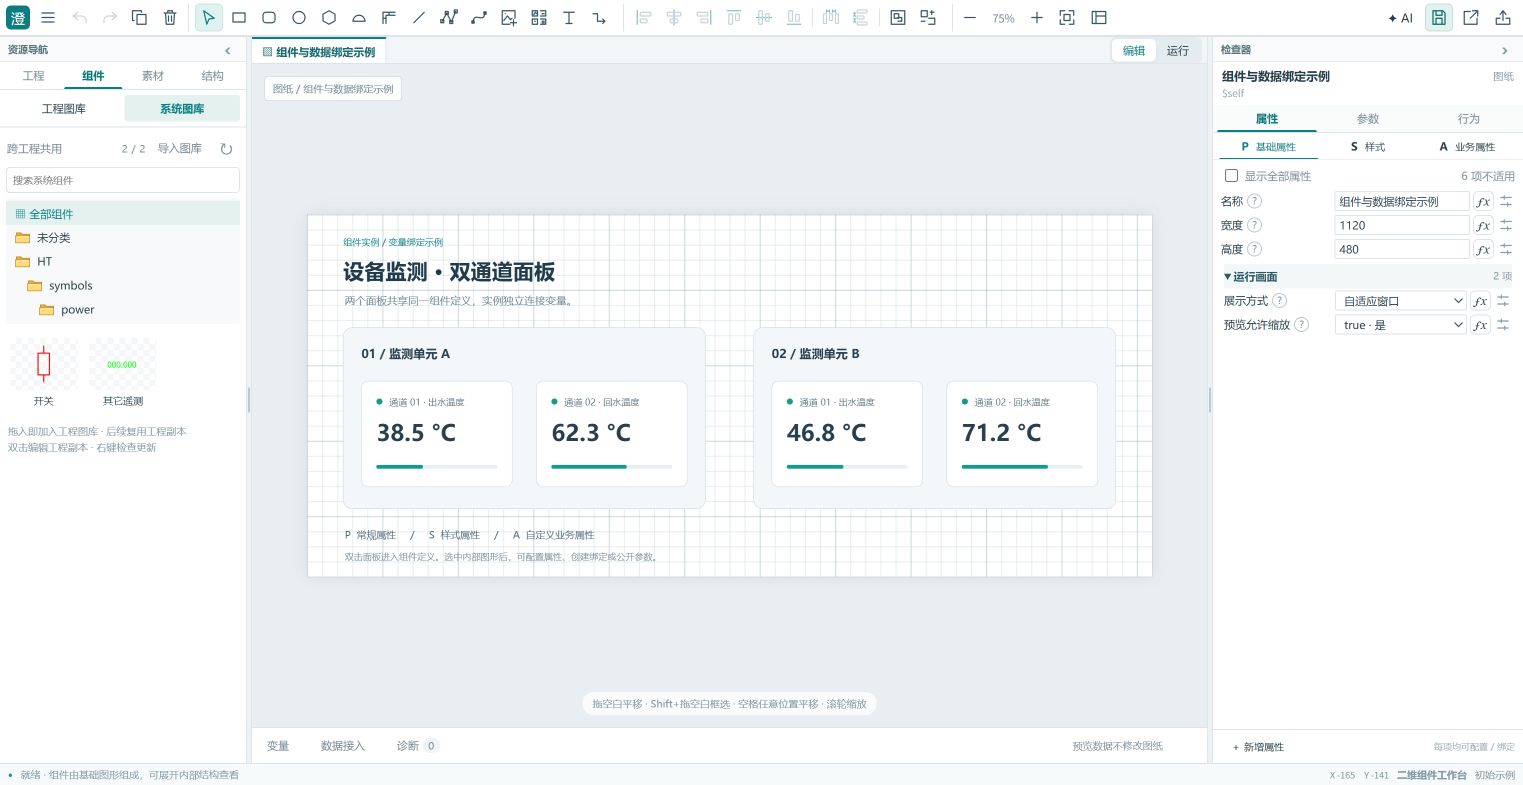 澄
75%
AI
资源导航
工程 组件 素材 结构
工程图库 系统图库
跨工程共用 2 / 2 导入图库
搜索系统组件
全部组件
未分类
HT
symbols
power
000.000
开关 其它遥测
拖入即加入工程图库 · 后续复用工程副本
双击编辑工程副本 · 右键检查更新
组件与数据绑定示例
编辑 运行
图纸 / 组件与数据绑定示例
组件实例 / 变量绑定示例
设备监测 · 双通道面板
两个面板共享同一组件定义，实例独立连接变量。
01 / 监测单元 A
通道 01 · 出水温度
38.5 °C
通道 02 · 回水温度
62.3 °C
02 / 监测单元 B
通道 01 · 出水温度
46.8 °C
通道 02 · 回水温度
71.2 °C
P 常规属性 / S 样式属性 / A 自定义业务属性
双击面板进入组件定义。选中内部图形后，可配置属性、创建绑定或公开参数。
拖空白平移 · Shift+拖空白框选 · 空格任意位置平移 · 滚轮缩放
变量 数据接入 诊断 0 预览数据不修改图纸
检查器
组件与数据绑定示例 图纸
$self
属性 参数 行为
P 基础属性 S 样式 A 业务属性
显示全部属性 6 项不适用
名称 ? 组件与数据绑定示例 ƒx
宽度 ? 1120 ƒx
高度 ? 480 ƒx
▼运行画面 2 项
展示方式 ? 自适应窗口 ƒx
预览允许缩放 ? true · 是 ƒx
+ 新增属性 每项均可配置 / 绑定
就绪 · 组件由基础图形组成，可展开内部结构查看
X -165 Y -141 二维组件工作台 初始示例